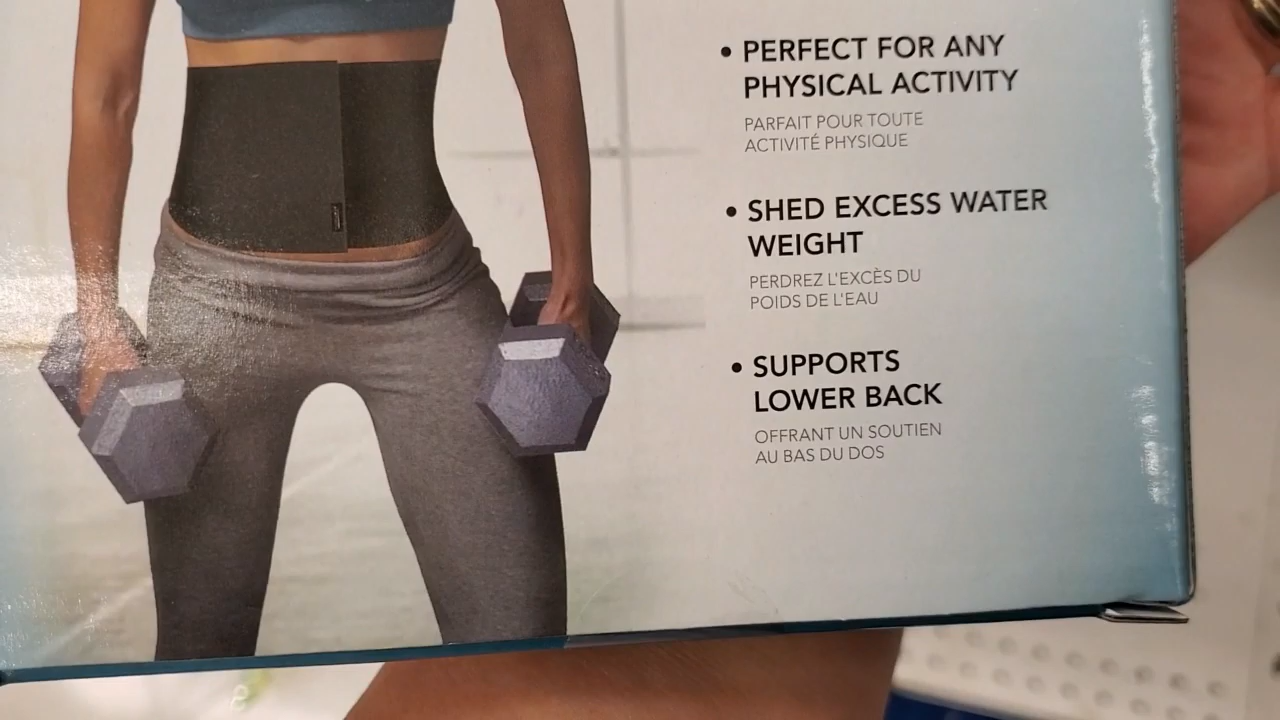 • PERFECT FOR ANY
PHYSICAL ACTIVITY
PARFAIT POUR TOUTE
ACTIVITÉ PHYSIQUE
• SHED EXCESS WATER
WEIGHT
PERDREZ L'EXCÈS DU
POIDS DE L'EAU
• SUPPORTS
LOWER BACK
OFFRANT UN SOUTIEN
AU BAS DU DOS